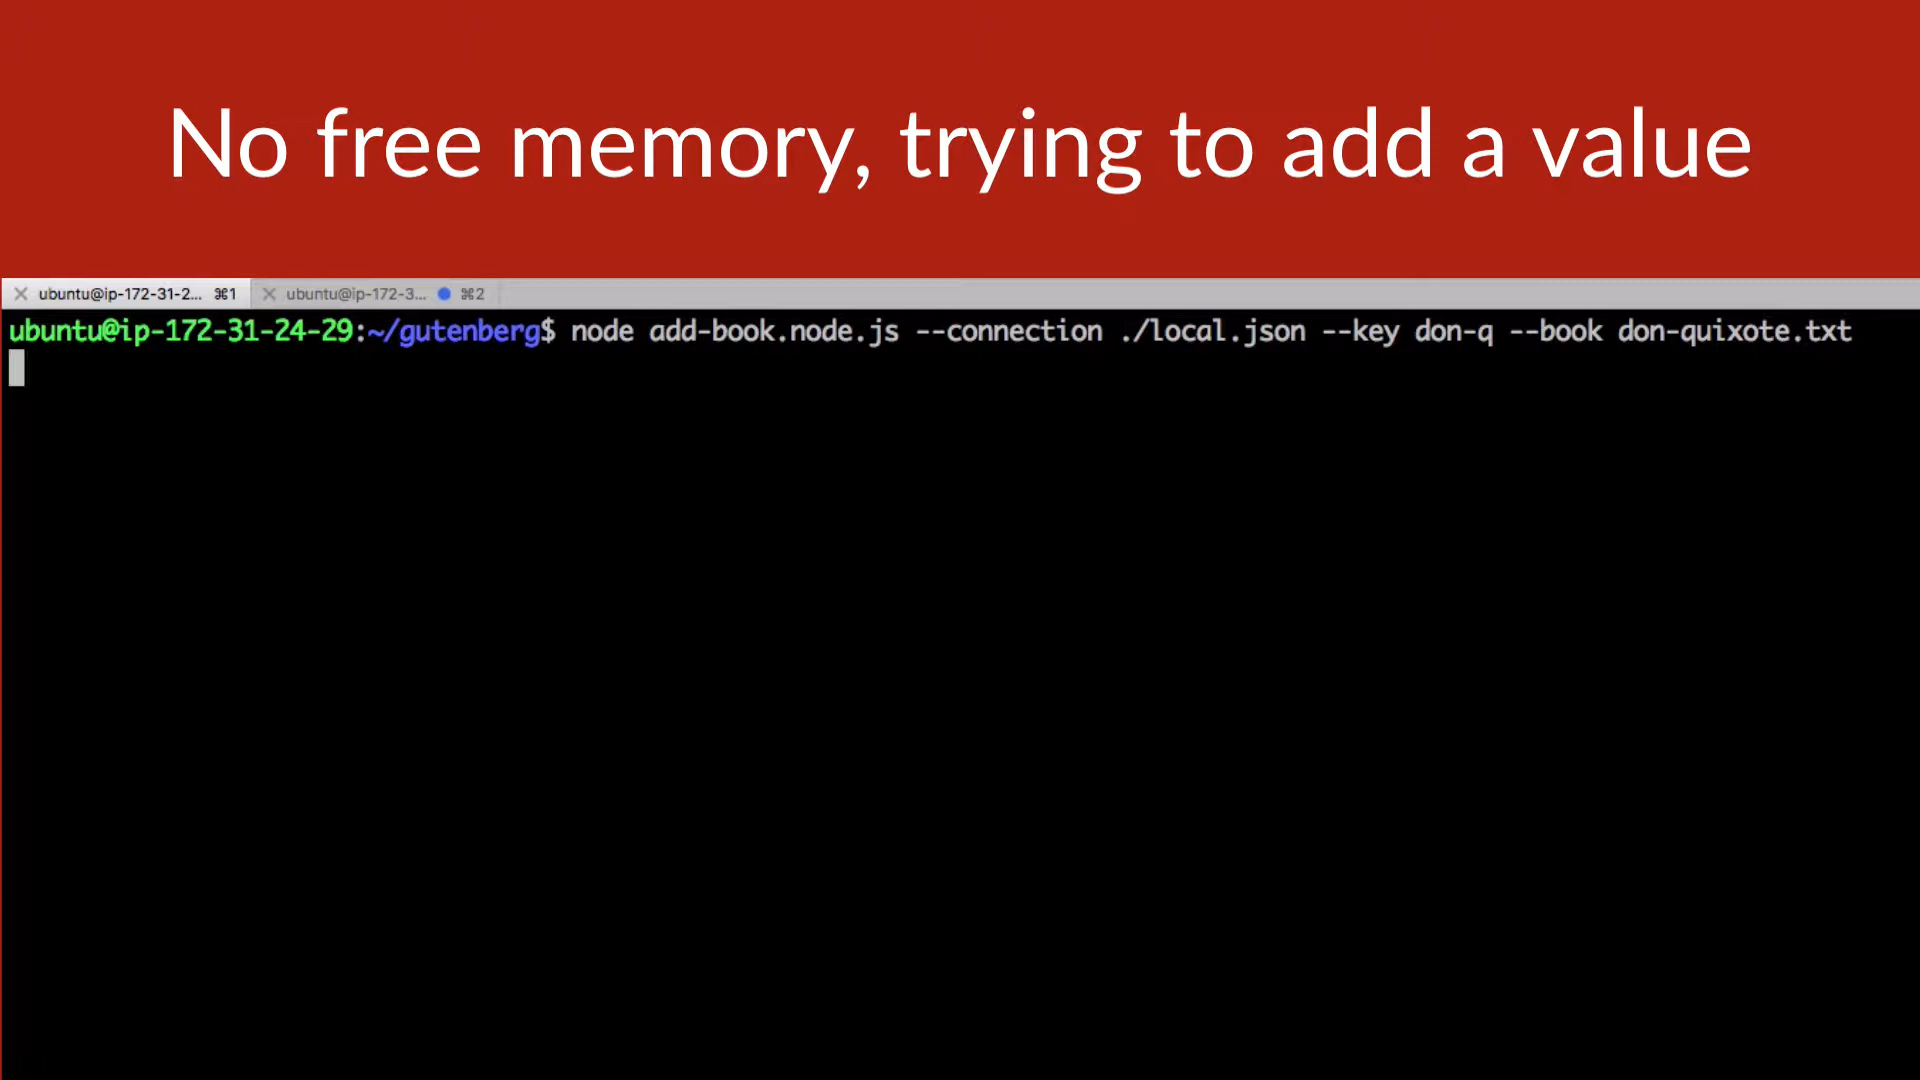 No free memory, trying to add a value
ubuntu@ip-172-31-2... ⌘1 ubuntu@ip-172-3... ⌘2
ubuntu@ip-172-31-24-29:~/gutenberg$ node add-book.node.js --connection ./local.json --key don-q --book don-quixote.txt